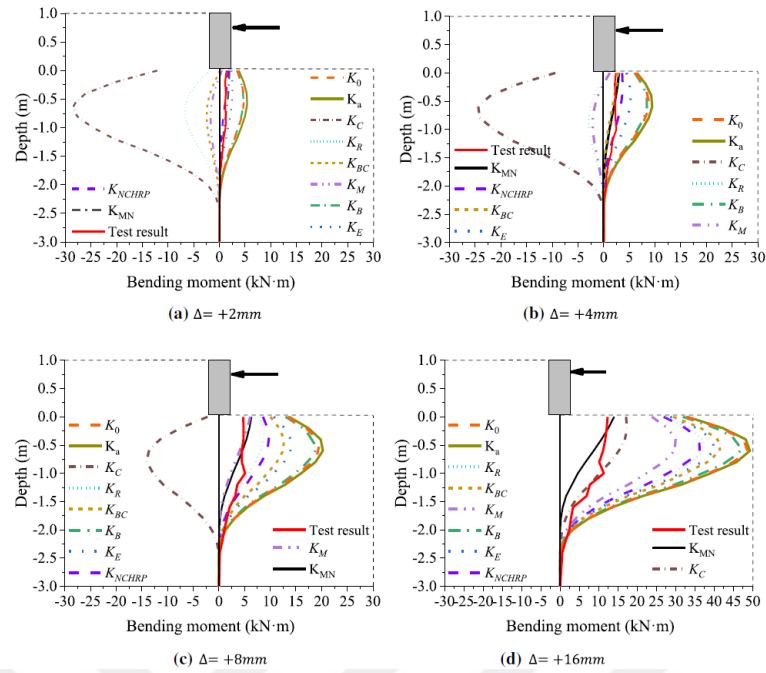 1.0
0.5
0.0
-0.5
-1.0
-1.5
-2.0
-2.5
-3.0
Depth (m)
K0
Ka
KC
KR
KBC
KM
KB
KE
KNCHRP
KMN
Test result
-30 -25 -20 -15 -10 -5 0 5 10 15 20 25 30
Bending moment (kN·m)
(a) Δ= +2mm
1.0
0.5
0.0
-0.5
-1.0
-1.5
-2.0
-2.5
-3.0
Depth (m)
Test result
KMN
KNCHRP
KBC
KE
K0
Ka
KC
KR
KB
KM
-30 -25 -20 -15 -10 -5 0 5 10 15 20 25 30
Bending moment (kN·m)
(b) Δ= +4mm
1.0
0.5
0.0
-0.5
-1.0
-1.5
-2.0
-2.5
-3.0
Depth (m)
K0
Ka
KC
KR
KBC
KB
KE
KNCHRP
Test result
KM
KMN
-30 -25 -20 -15 -10 -5 0 5 10 15 20 25 30
Bending moment (kN·m)
(c) Δ= +8mm
1.0
0.5
0.0
-0.5
-1.0
-1.5
-2.0
-2.5
-3.0
Depth (m)
K0
Ka
KR
KBC
KM
KB
KE
KNCHRP
Test result
KMN
KC
-30-25-20-15-10 -5 0 5 10 15 20 25 30 35 40 45 50
Bending moment (kN·m)
(d) Δ= +16mm